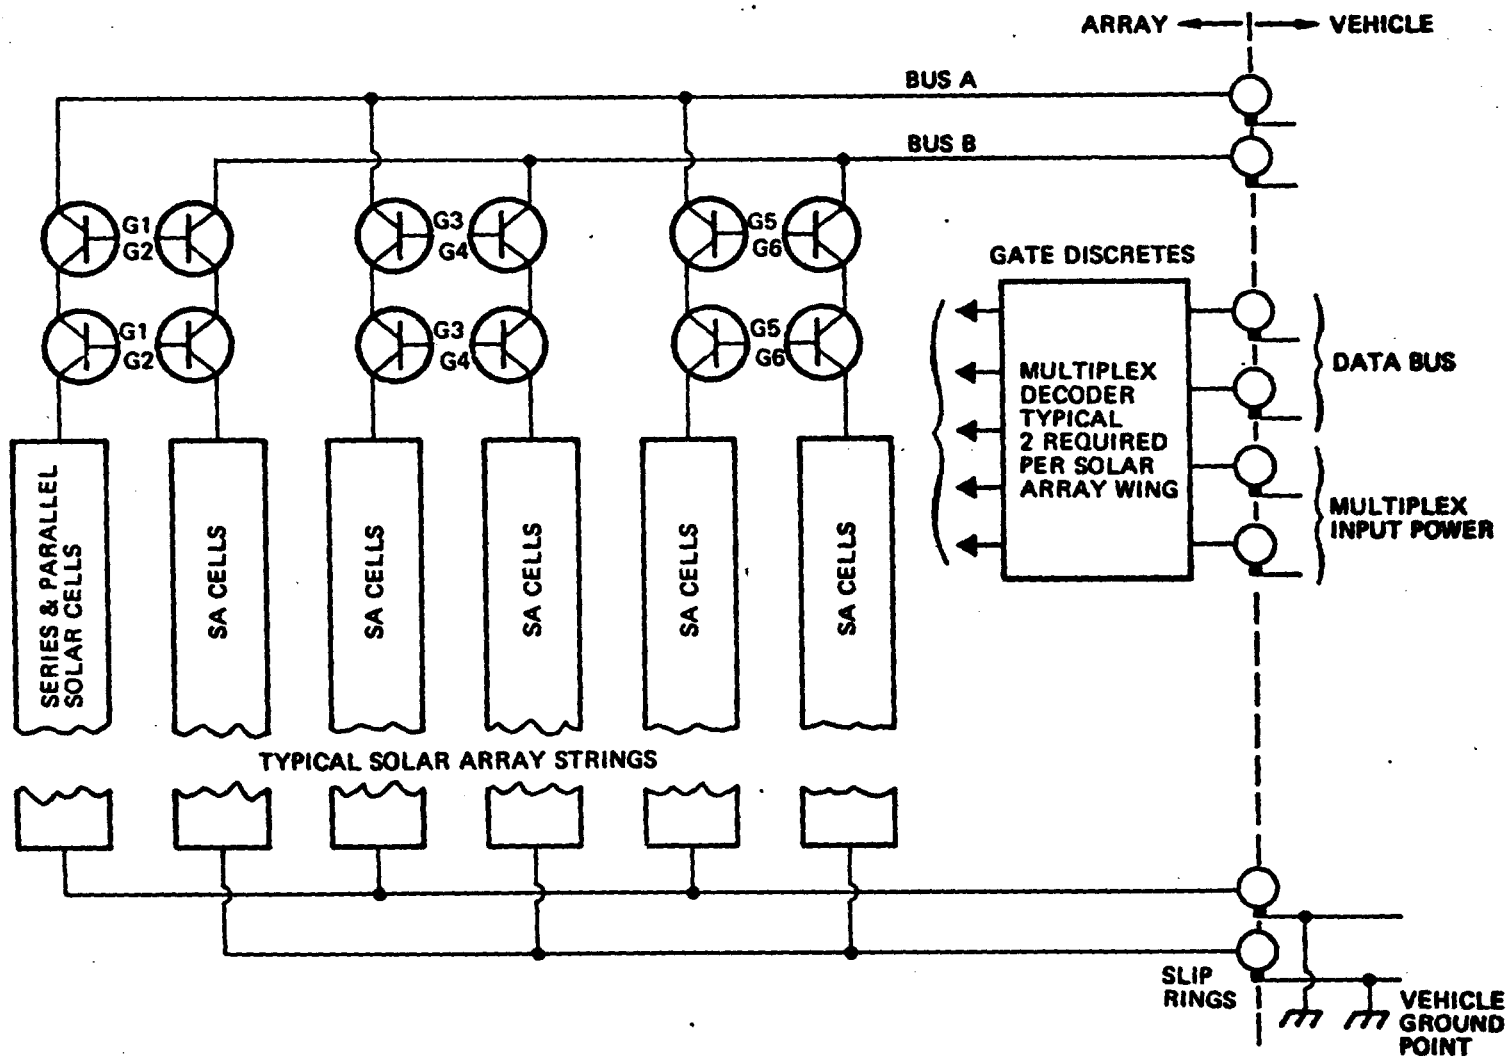 ARRAY
VEHICLE
BUS A
BUS B
G1
G2
G3
G4
G5
G6
G1
G2
G3
G4
G5
G6
GATE DISCRETES
MULTIPLEX
DECODER
TYPICAL
2 REQUIRED
PER SOLAR
ARRAY WING
DATA BUS
MULTIPLEX
INPUT POWER
SERIES & PARALLEL
SOLAR CELLS
SA CELLS
SA CELLS
SA CELLS
SA CELLS
SA CELLS
TYPICAL SOLAR ARRAY STRINGS
SLIP
RINGS
VEHICLE
GROUND
POINT